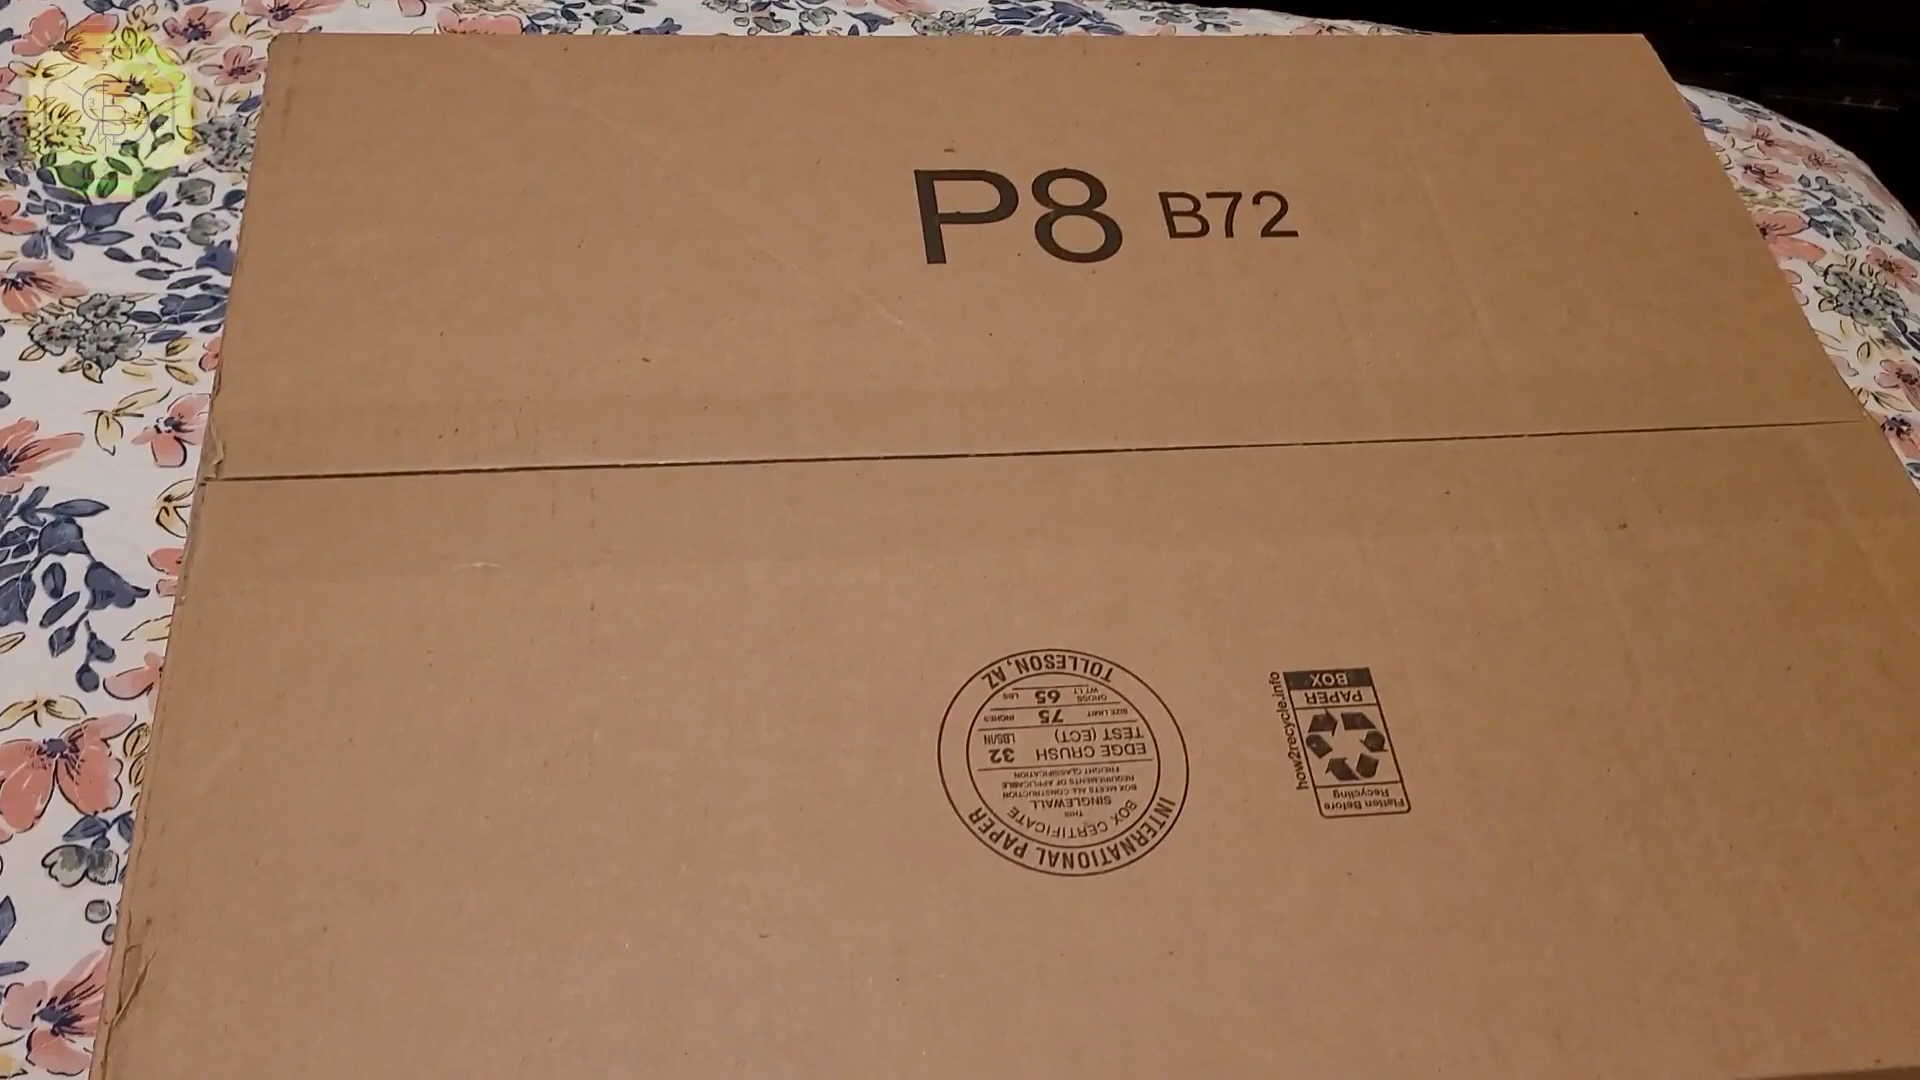 P8 B72
TOLLESON, AZ
INTERNATIONAL PAPER
BOX CERTIFICATE
THIS
SINGLEWALL
BOX MEETS ALL CONSTRUCTION
REQUIREMENTS OF APPLICABLE
FREIGHT CLASSIFICATION
EDGE CRUSH
TEST (ECT) 32 LBS/IN
SIZE LIMIT 75 INCHES
GROSS
WT LT 65 LBS
Flatten Before
Recycling
PAPER
BOX
how2recycle.info